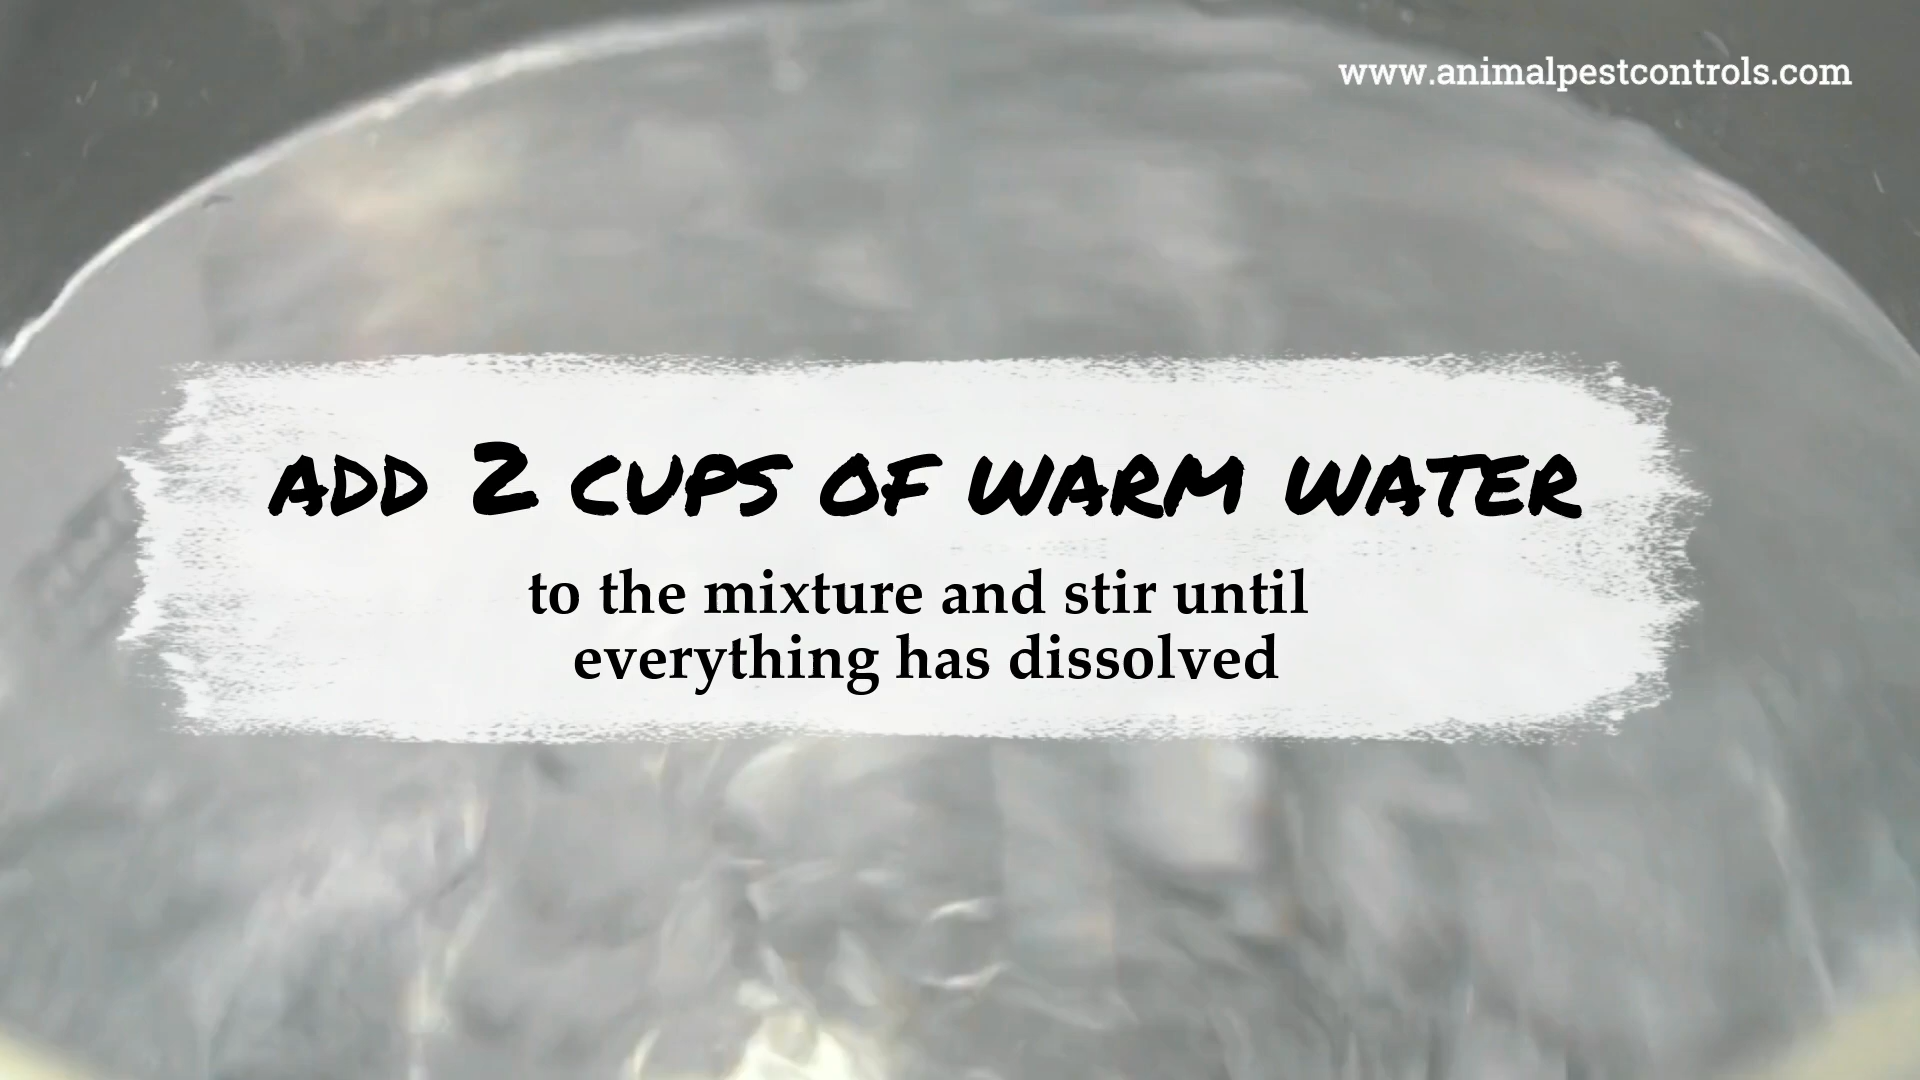 www.animalpestcontrols.com
ADD 2 CUPS OF WARM WATER
to the mixture and stir until
everything has dissolved